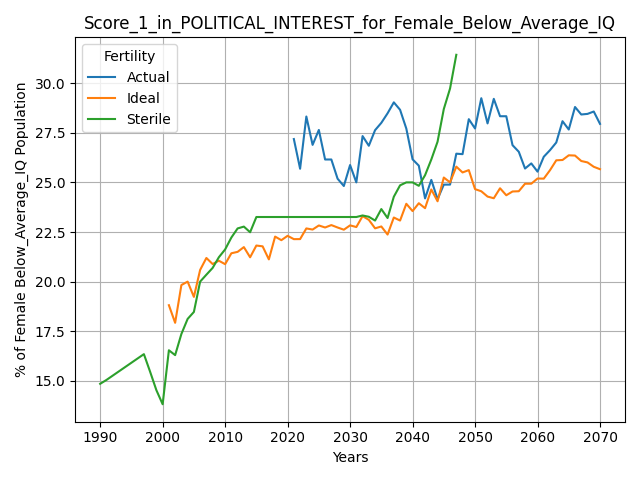 Score_1_in_POLITICAL_INTEREST_for_Female_Below_Average_IQ
Fertility
Actual
Ideal
Sterile
% of Female Below_Average_IQ Population
30.0
27.5
25.0
22.5
20.0
17.5
15.0
1990 2000 2010 2020 2030 2040 2050 2060 2070
Years